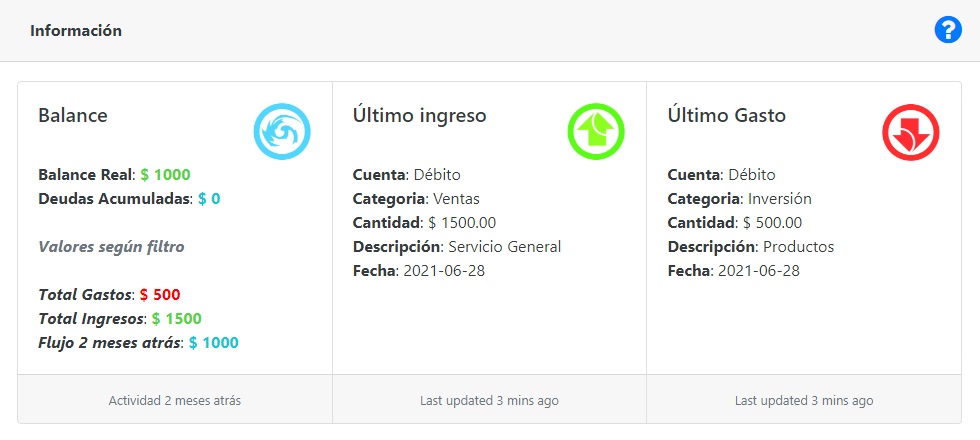 Información
?
Balance
Balance Real: $ 1000
Deudas Acumuladas: $ 0
Valores según filtro
Total Gastos: $ 500
Total Ingresos: $ 1500
Flujo 2 meses atrás: $ 1000
Actividad 2 meses atrás
Último ingreso
Cuenta: Débito
Categoria: Ventas
Cantidad: $ 1500.00
Descripción: Servicio General
Fecha: 2021-06-28
Last updated 3 mins ago
Último Gasto
Cuenta: Débito
Categoria: Inversión
Cantidad: $ 500.00
Descripción: Productos
Fecha: 2021-06-28
Last updated 3 mins ago